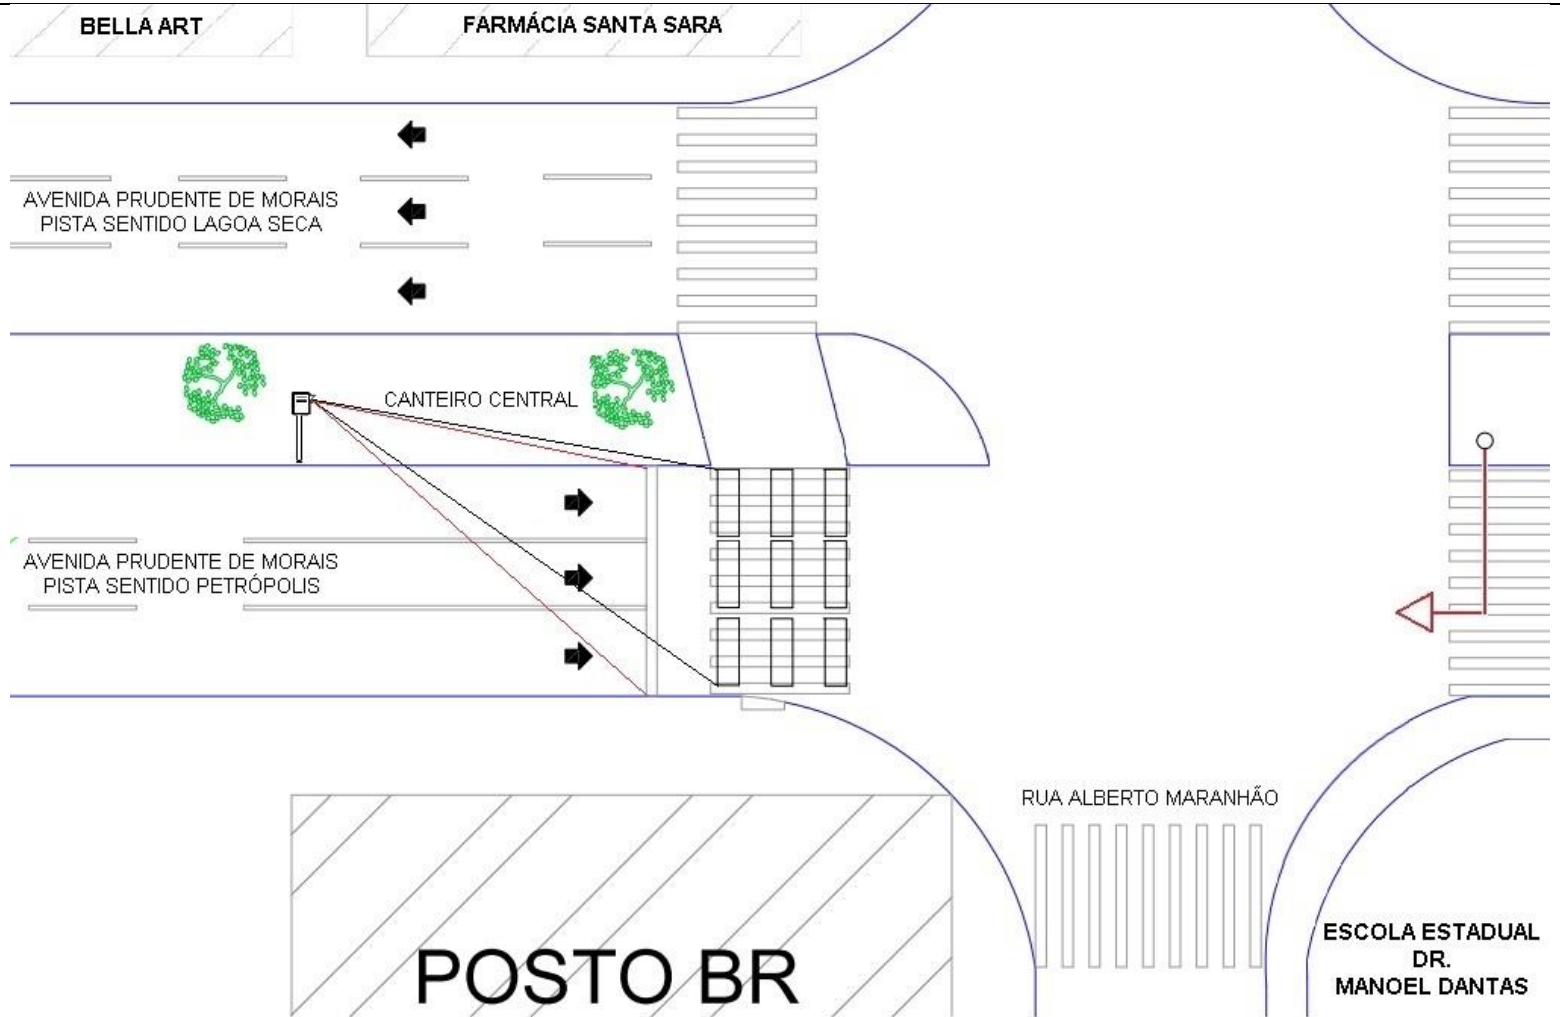 BELLA ART
FARMÁCIA SANTA SARA
AVENIDA PRUDENTE DE MORAIS
PISTA SENTIDO LAGOA SECA
CANTEIRO CENTRAL
AVENIDA PRUDENTE DE MORAIS
PISTA SENTIDO PETRÓPOLIS
RUA ALBERTO MARANHÃO
POSTO BR
ESCOLA ESTADUAL
DR.
MANOEL DANTAS